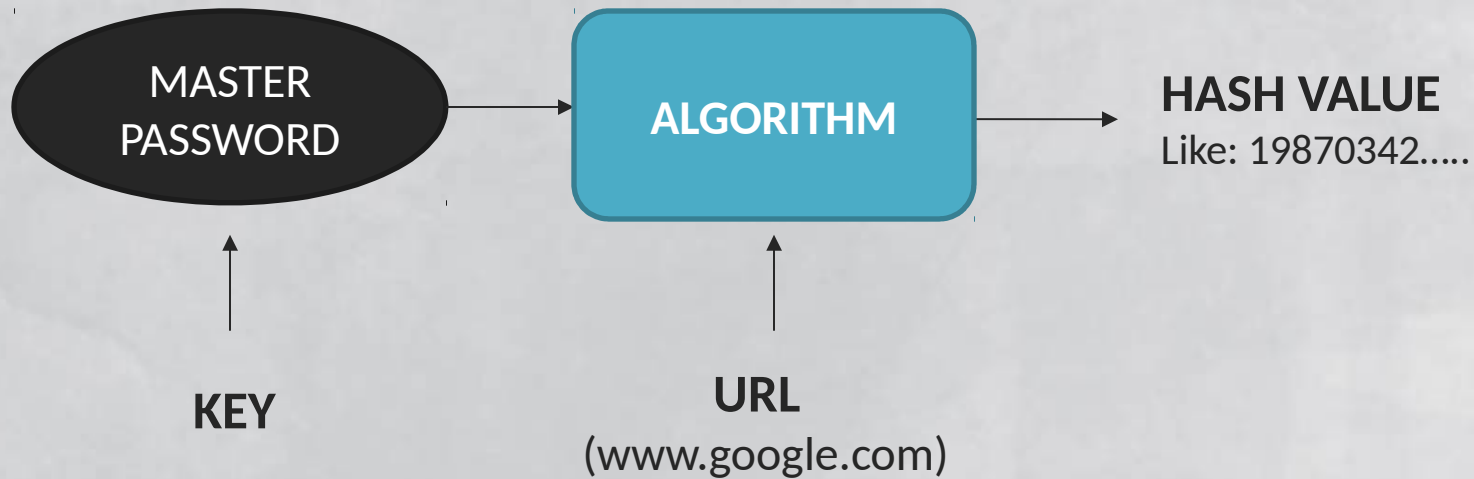 MASTER
PASSWORD
ALGORITHM
HASH VALUE
Like: 19870342.....
KEY
URL
(www.google.com)